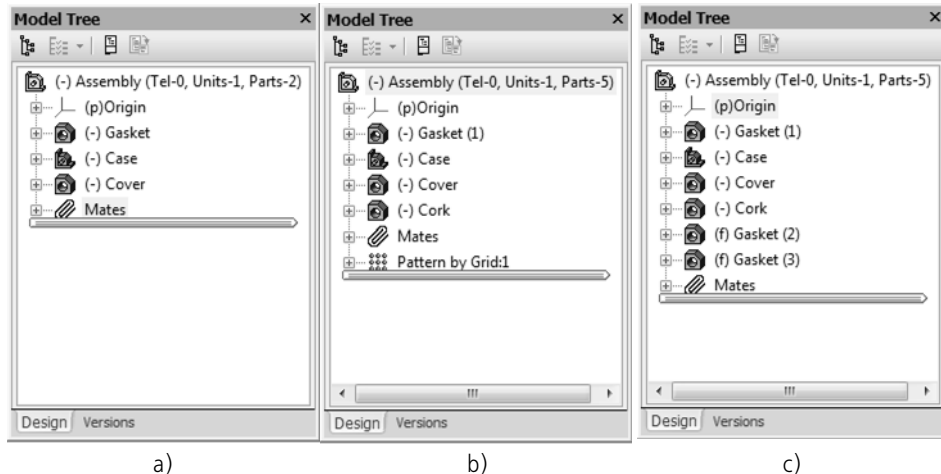 Model Tree
(-) Assembly (Tel-0, Units-1, Parts-2)
(p)Origin
(-) Gasket
(-) Case
(-) Cover
Mates
Design Versions
a)
Model Tree
(-) Assembly (Tel-0, Units-1, Parts-5)
(p)Origin
(-) Gasket (1)
(-) Case
(-) Cover
(-) Cork
Mates
Pattern by Grid:1
Design Versions
b)
Model Tree
(-) Assembly (Tel-0, Units-1, Parts-5)
(p)Origin
(-) Gasket (1)
(-) Case
(-) Cover
(-) Cork
(f) Gasket (2)
(f) Gasket (3)
Mates
Design Versions
c)